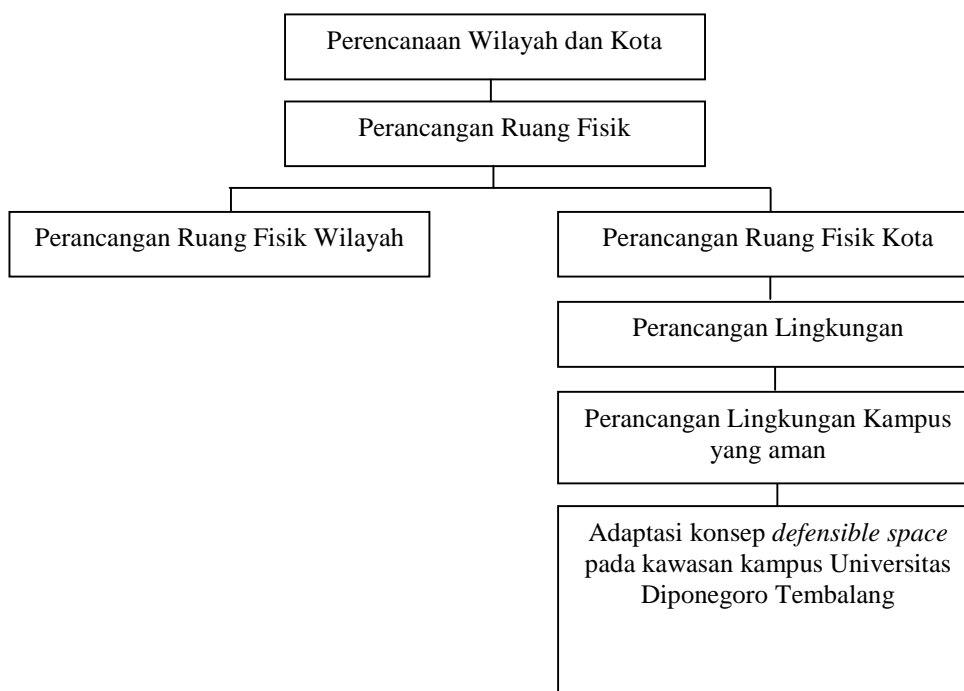 Perencanaan Wilayah dan Kota
Perancangan Ruang Fisik
Perancangan Ruang Fisik Wilayah
Perancangan Ruang Fisik Kota
Perancangan Lingkungan
Perancangan Lingkungan Kampus
yang aman
Adaptasi konsep defensible space
pada kawasan kampus Universitas
Diponegoro Tembalang